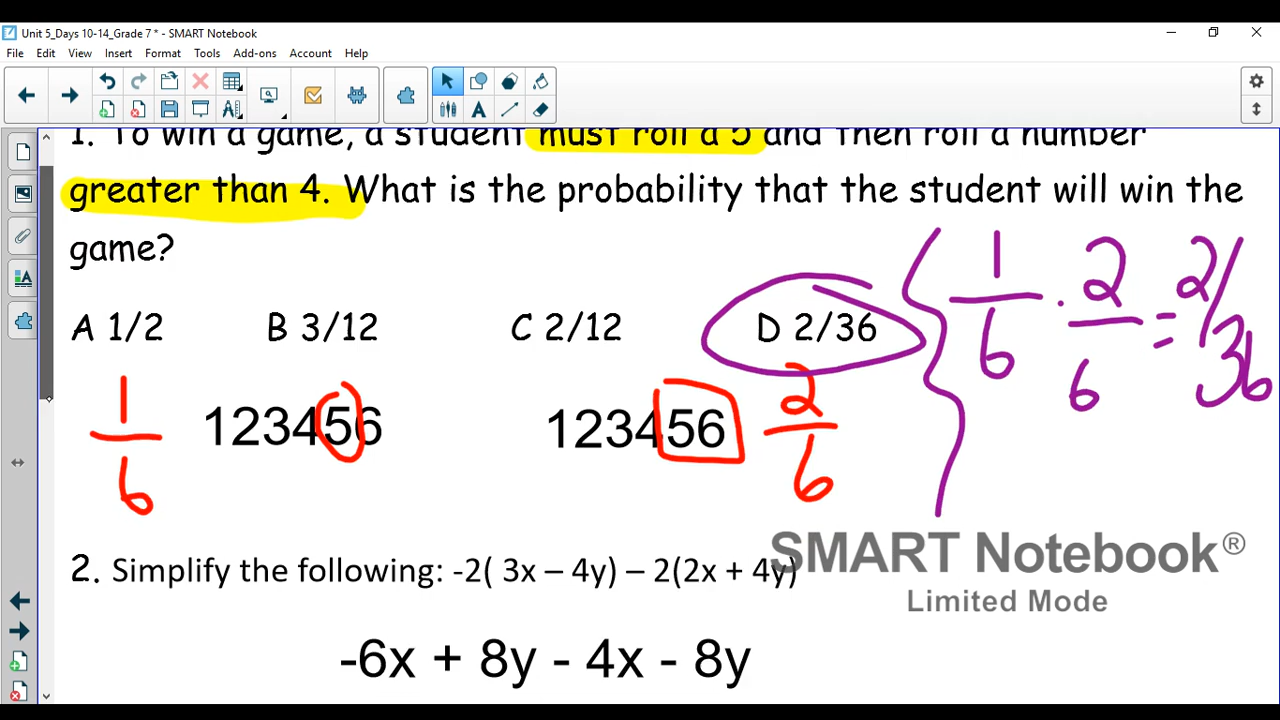 Unit 5_Days 10-14_Grade 7 * - SMART Notebook
File Edit View Insert Format Tools Add-ons Account Help
1. To win a game, a student must roll a 5 and then roll a number
greater than 4. What is the probability that the student will win the
game?
1/6 · 2/6 = 2/36
A 1/2 B 3/12 C 2/12 D 2/36
1/6 123456 123456 2/6
SMART Notebook®
Limited Mode
2. Simplify the following: -2( 3x – 4y) – 2(2x + 4y)
-6x + 8y - 4x - 8y